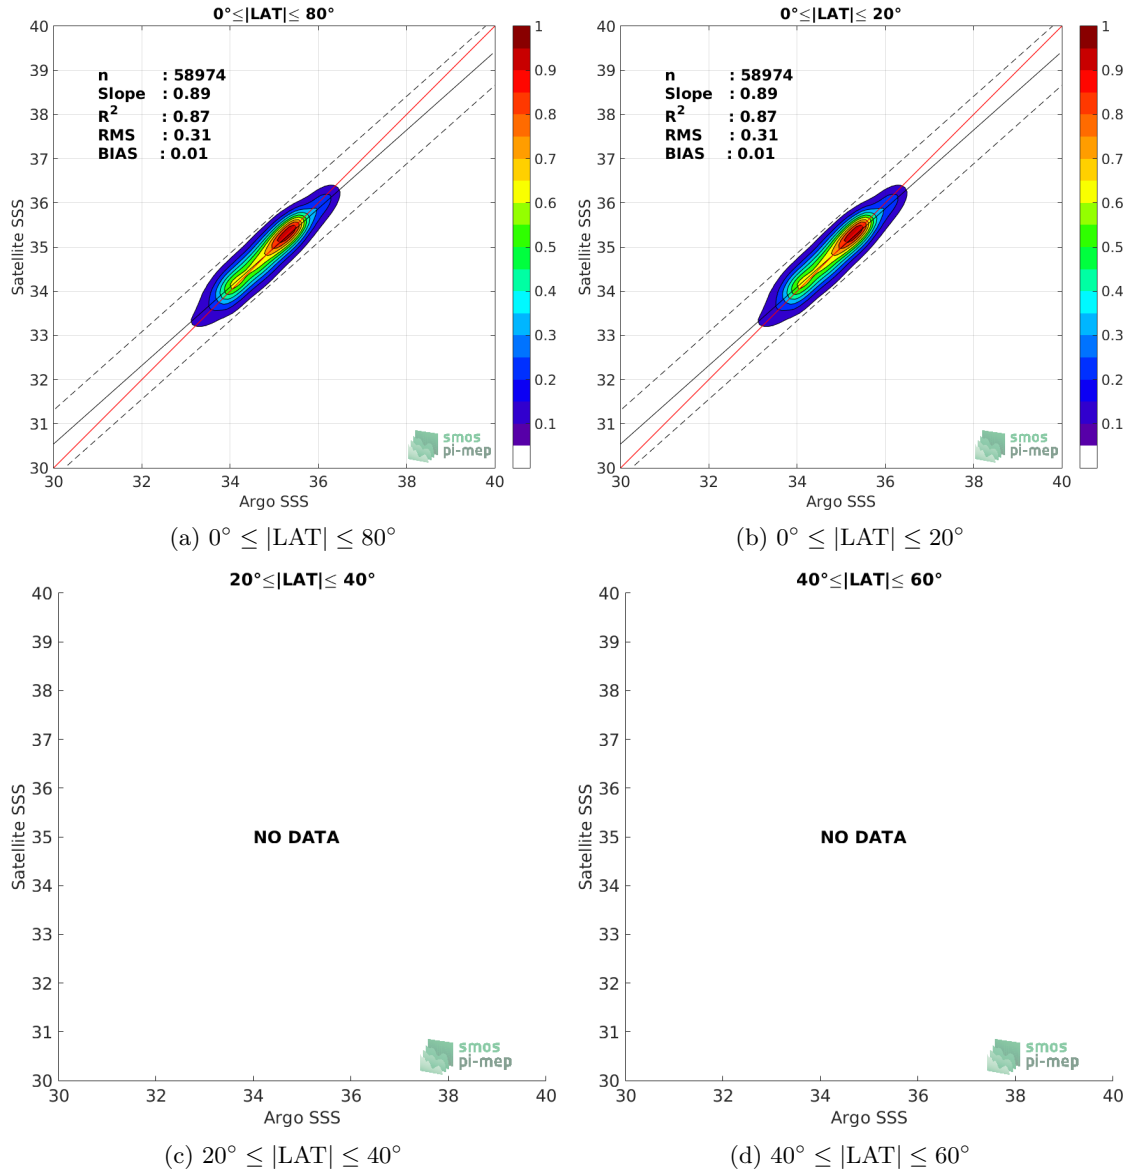 0°≤|LAT|≤ 80°
40
39
38
37
36
35
34
33
32
31
30
Satellite SSS
n : 58974
Slope : 0.89
R² : 0.87
RMS : 0.31
BIAS : 0.01
smos
pi-mep
30 32 34 36 38 40
Argo SSS
1
0.9
0.8
0.7
0.6
0.5
0.4
0.3
0.2
0.1
(a) 0° ≤ |LAT| ≤ 80°
0°≤|LAT|≤ 20°
40
39
38
37
36
35
34
33
32
31
30
Satellite SSS
n : 58974
Slope : 0.89
R² : 0.87
RMS : 0.31
BIAS : 0.01
smos
pi-mep
30 32 34 36 38 40
Argo SSS
1
0.9
0.8
0.7
0.6
0.5
0.4
0.3
0.2
0.1
(b) 0° ≤ |LAT| ≤ 20°
20°≤|LAT|≤ 40°
40
39
38
37
36
35
34
33
32
31
30
Satellite SSS
NO DATA
smos
pi-mep
30 32 34 36 38 40
Argo SSS
(c) 20° ≤ |LAT| ≤ 40°
40°≤|LAT|≤ 60°
40
39
38
37
36
35
34
33
32
31
30
Satellite SSS
NO DATA
smos
pi-mep
30 32 34 36 38 40
Argo SSS
(d) 40° ≤ |LAT| ≤ 60°